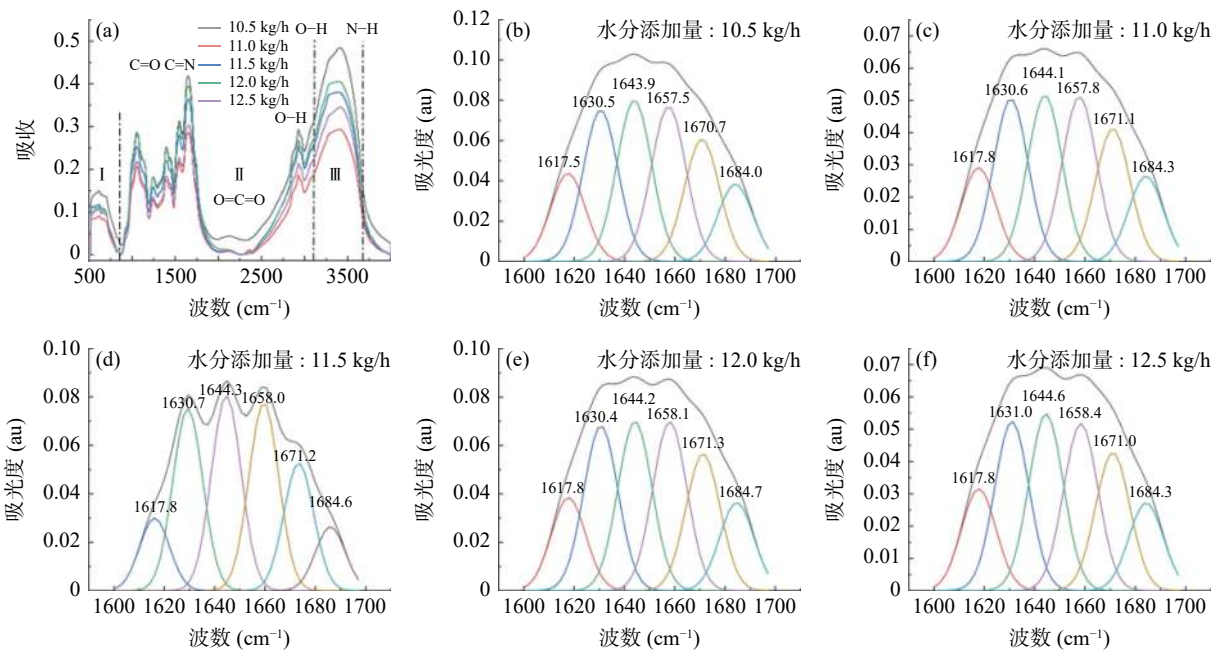 (a)
10.5 kg/h
11.0 kg/h
11.5 kg/h
12.0 kg/h
12.5 kg/h
O−H
N−H
C=O C=N
O−H
I
II
III
O=C=O
0.5
0.4
0.3
0.2
0.1
0
吸收
500
1500
2500
3500
波数 (cm⁻¹)
(b)
水分添加量 : 10.5 kg/h
0.12
0.10
0.08
0.06
0.04
0.02
0
吸光度 (au)
1617.5
1630.5
1643.9
1657.5
1670.7
1684.0
1600
1620
1640
1660
1680
1700
波数 (cm⁻¹)
(c)
水分添加量 : 11.0 kg/h
0.07
0.06
0.05
0.04
0.03
0.02
0.01
0
吸光度 (au)
1617.8
1630.6
1644.1
1657.8
1671.1
1684.3
1600
1620
1640
1660
1680
1700
波数 (cm⁻¹)
(d)
水分添加量 : 11.5 kg/h
0.10
0.08
0.06
0.04
0.02
0
吸光度 (au)
1617.8
1630.7
1644.3
1658.0
1671.2
1684.6
1600
1620
1640
1660
1680
1700
波数 (cm⁻¹)
(e)
水分添加量 : 12.0 kg/h
0.10
0.08
0.06
0.04
0.02
0
吸光度 (au)
1617.8
1630.4
1644.2
1658.1
1671.3
1684.7
1600
1620
1640
1660
1680
1700
波数 (cm⁻¹)
(f)
水分添加量 : 12.5 kg/h
0.07
0.06
0.05
0.04
0.03
0.02
0.01
0
吸光度 (au)
1617.8
1631.0
1644.6
1658.4
1671.0
1684.3
1600
1620
1640
1660
1680
1700
波数 (cm⁻¹)